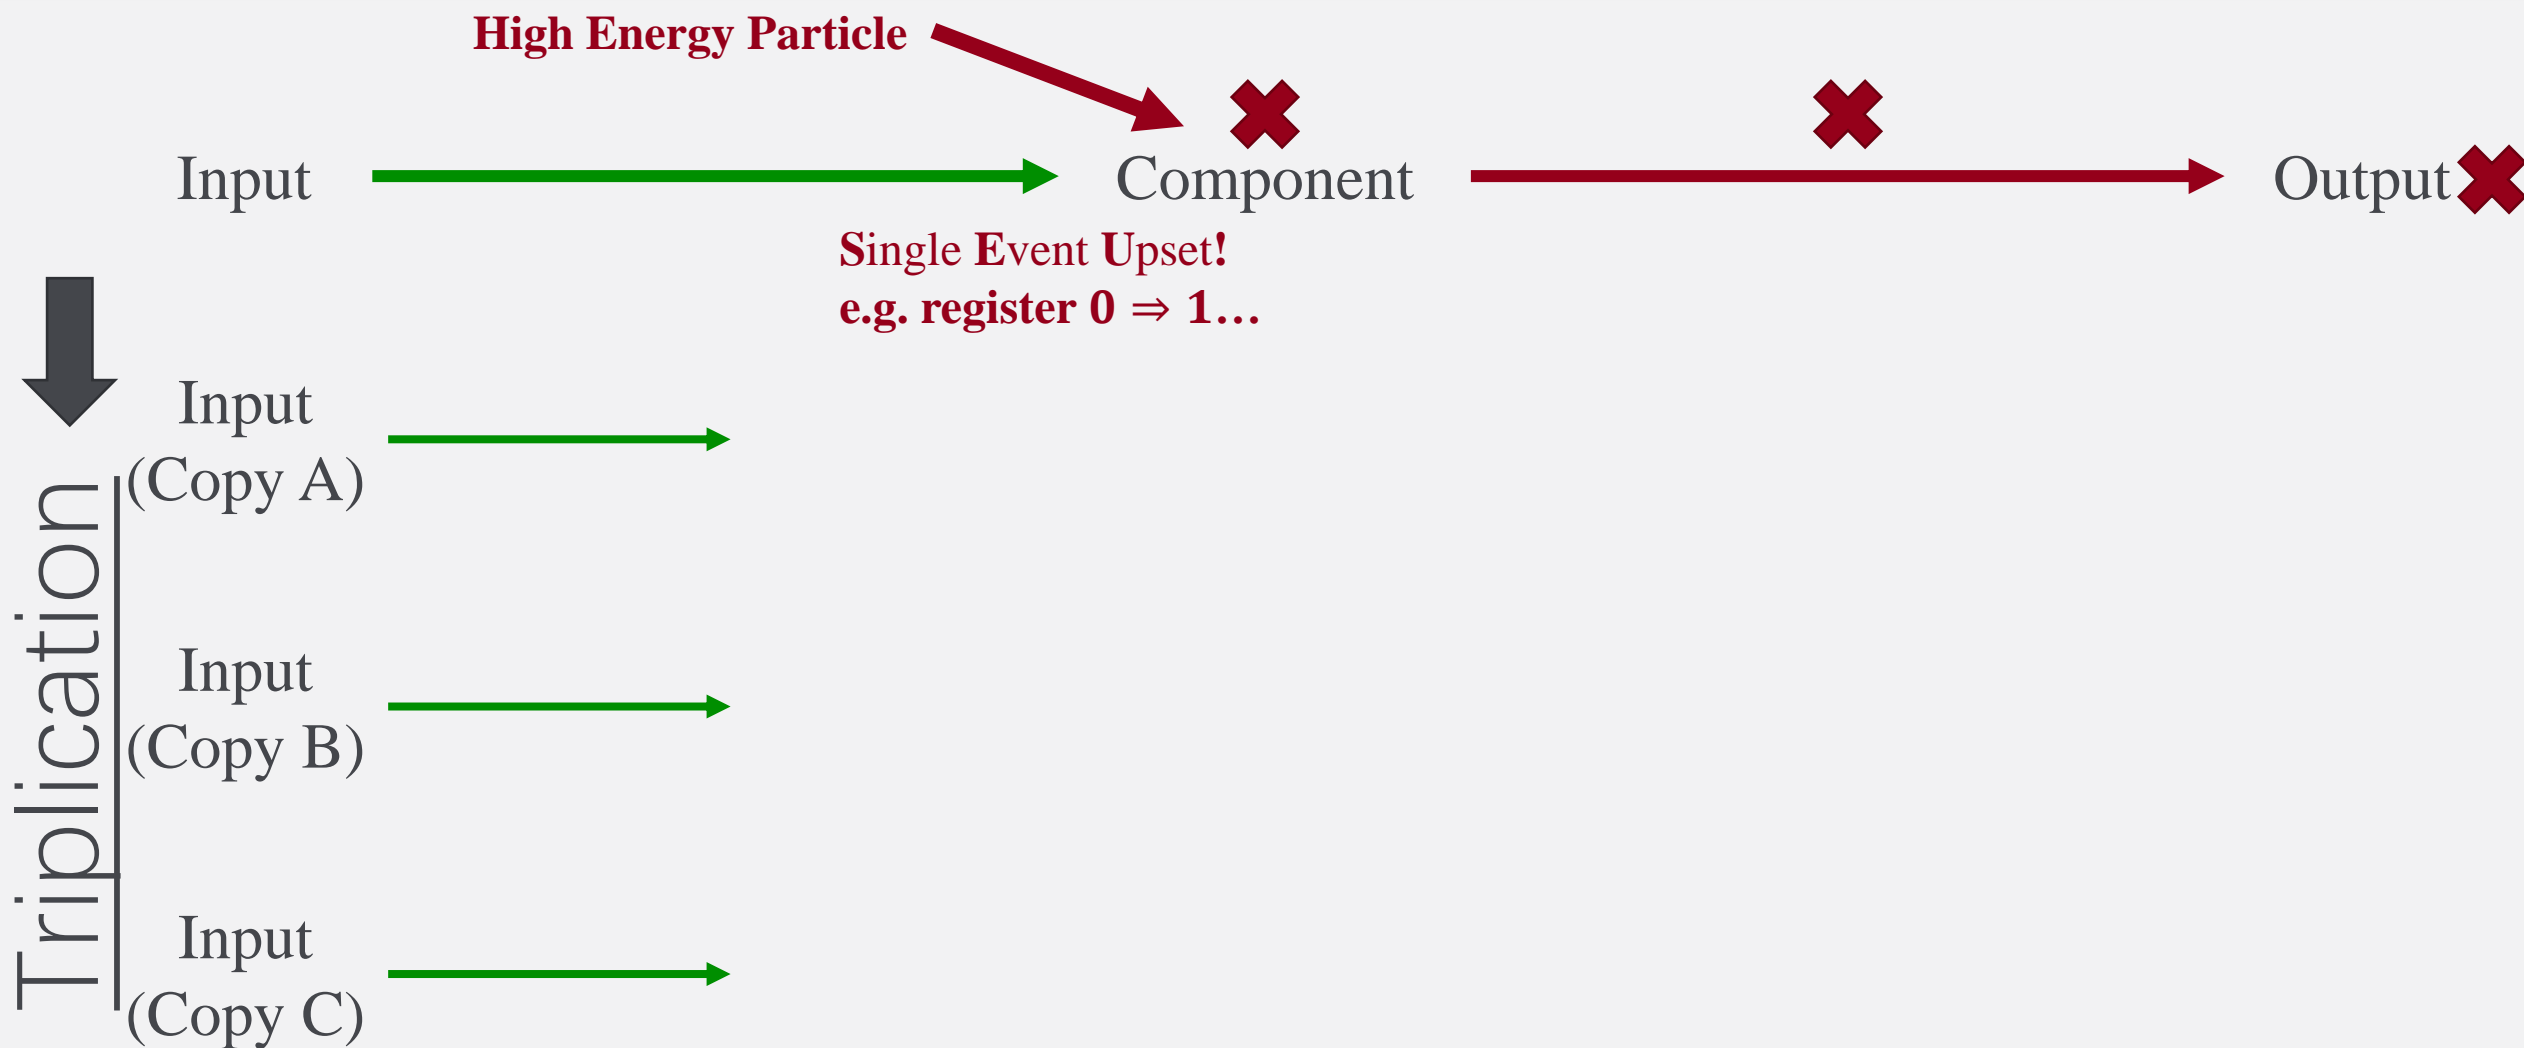 High Energy Particle
Input
Component
Output
Single Event Upset!
e.g. register 0 ⇒ 1…
Triplication
Input
(Copy A)
Input
(Copy B)
Input
(Copy C)